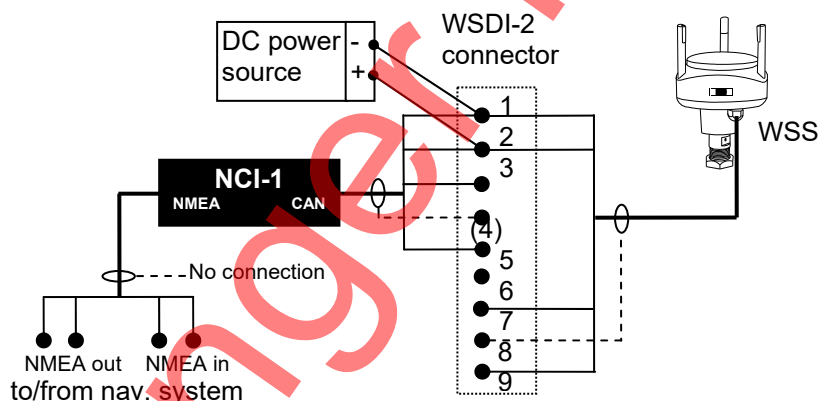 DC power -
source +
WSDI-2
connector
WSS
1
2
3
(4)
5
6
7
8
9
NCI-1
NMEA CAN
No connection
NMEA out NMEA in
to/from nav. system